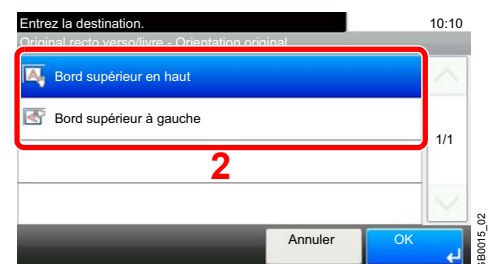 Entrez la destination. 10:10
Original recto verso/livre - Orientation original
Bord supérieur en haut
Bord supérieur à gauche
1/1
2
Annuler OK
GB0015_02